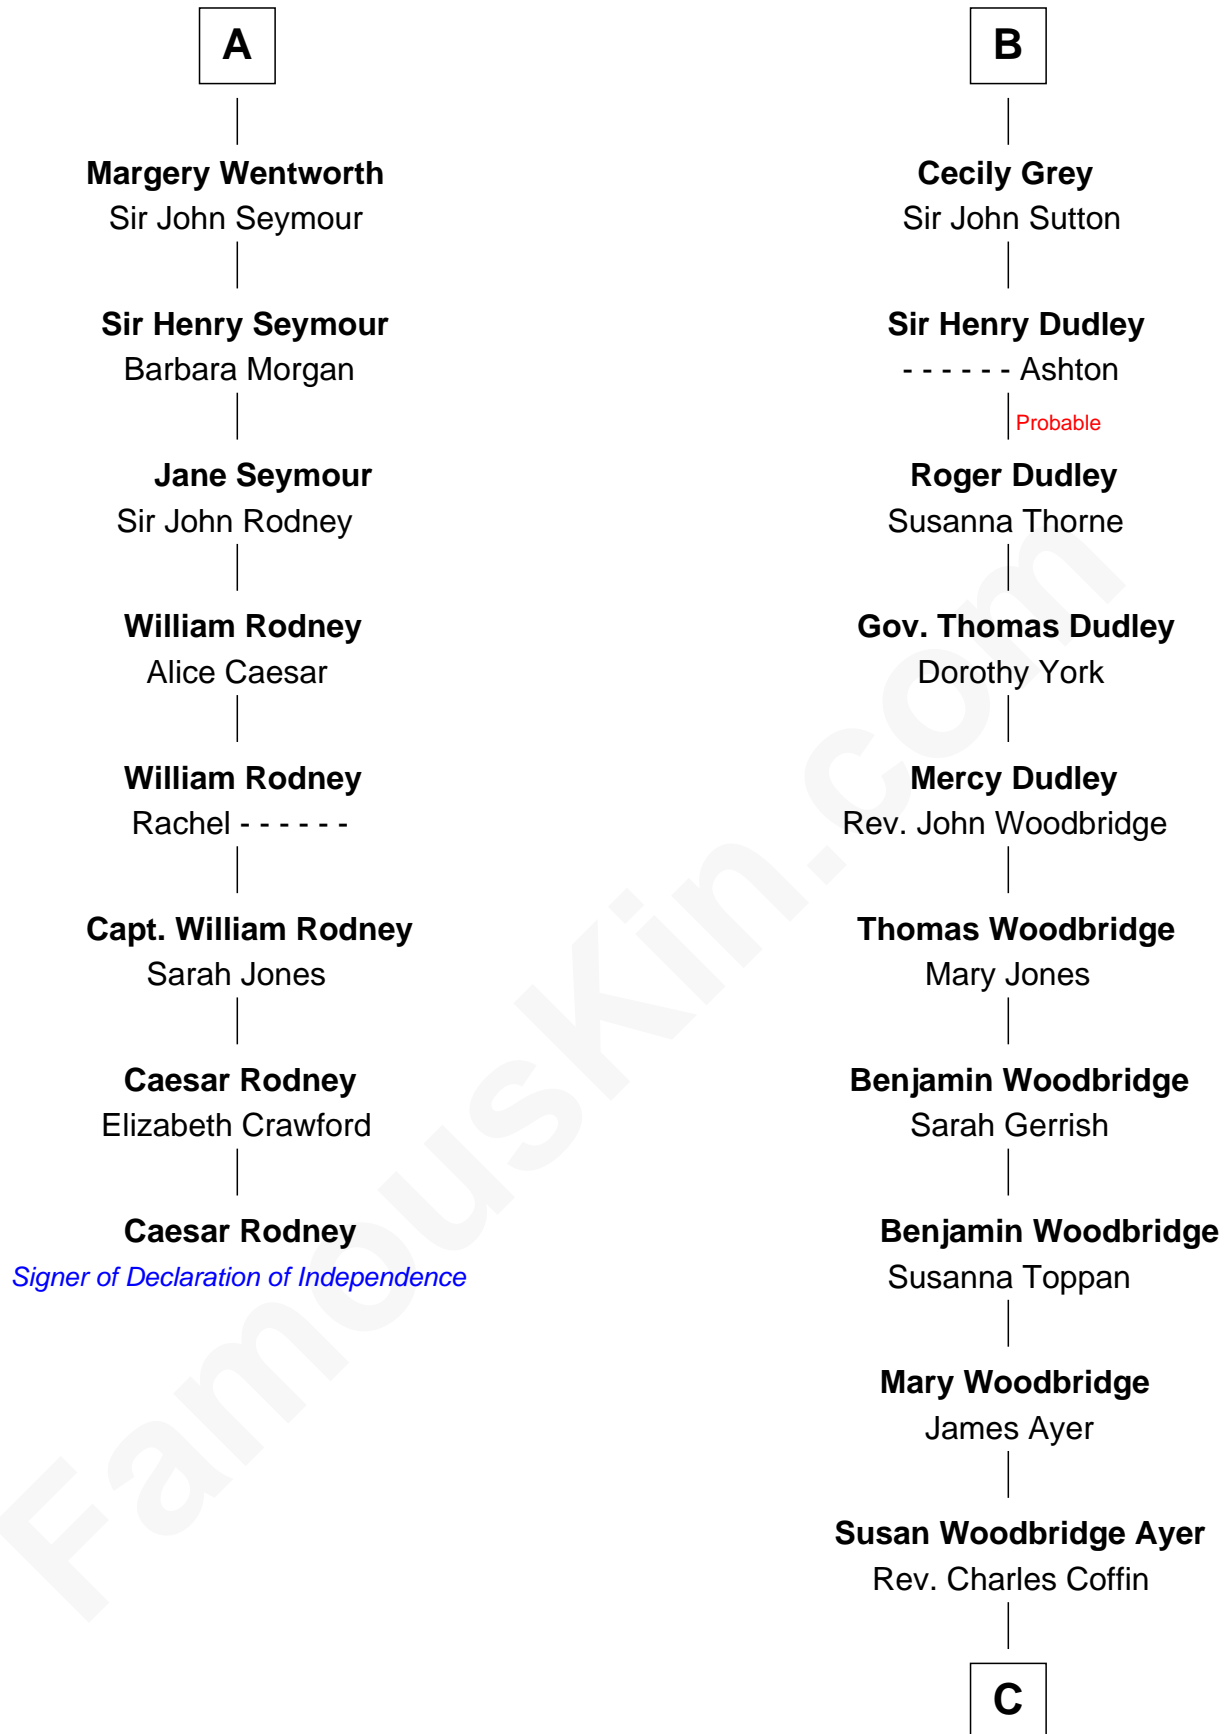 A
Margery Wentworth
Sir John Seymour
Sir Henry Seymour
Barbara Morgan
Jane Seymour
Sir John Rodney
William Rodney
Alice Caesar
William Rodney
Rachel - - - - - -
Capt. William Rodney
Sarah Jones
Caesar Rodney
Elizabeth Crawford
Caesar Rodney
Signer of Declaration of Independence
B
Cecily Grey
Sir John Sutton
Sir Henry Dudley
- - - - - - Ashton
Probable
Roger Dudley
Susanna Thorne
Gov. Thomas Dudley
Dorothy York
Mercy Dudley
Rev. John Woodbridge
Thomas Woodbridge
Mary Jones
Benjamin Woodbridge
Sarah Gerrish
Benjamin Woodbridge
Susanna Toppan
Mary Woodbridge
James Ayer
Susan Woodbridge Ayer
Rev. Charles Coffin
C
FamousKin.com